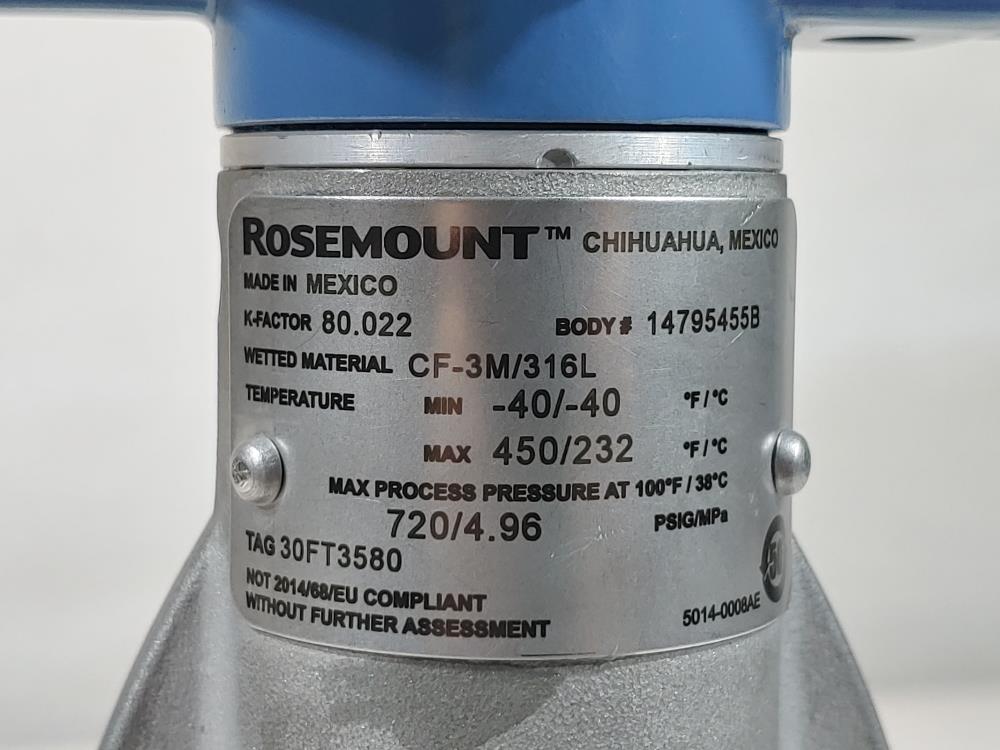 ROSEMOUNT™ CHIHUAHUA, MEXICO
MADE IN MEXICO
K-FACTOR 80.022 BODY # 14795455B
WETTED MATERIAL CF-3M/316L
TEMPERATURE MIN -40/-40 °F / °C
MAX 450/232 °F / °C
MAX PROCESS PRESSURE AT 100°F / 38°C
720/4.96 PSIG/MPa
TAG 30FT3580
50
NOT 2014/68/EU COMPLIANT
WITHOUT FURTHER ASSESSMENT 5014-0008AE